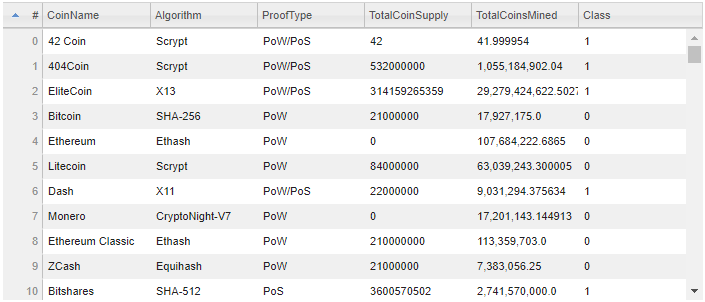 # CoinName Algorithm ProofType TotalCoinSupply TotalCoinsMined Class
0 42 Coin Scrypt PoW/PoS 42 41.999954 1
1 404Coin Scrypt PoW/PoS 532000000 1,055,184,902.04 1
2 EliteCoin X13 PoW/PoS 314159265359 29,279,424,622.5027 1
3 Bitcoin SHA-256 PoW 21000000 17,927,175.0 0
4 Ethereum Ethash PoW 0 107,684,222.6865 0
5 Litecoin Scrypt PoW 84000000 63,039,243.300005 0
6 Dash X11 PoW/PoS 22000000 9,031,294.375634 1
7 Monero CryptoNight-V7 PoW 0 17,201,143.144913 0
8 Ethereum Classic Ethash PoW 210000000 113,359,703.0 0
9 ZCash Equihash PoW 21000000 7,383,056.25 0
10 Bitshares SHA-512 PoS 3600570502 2,741,570,000.0 1